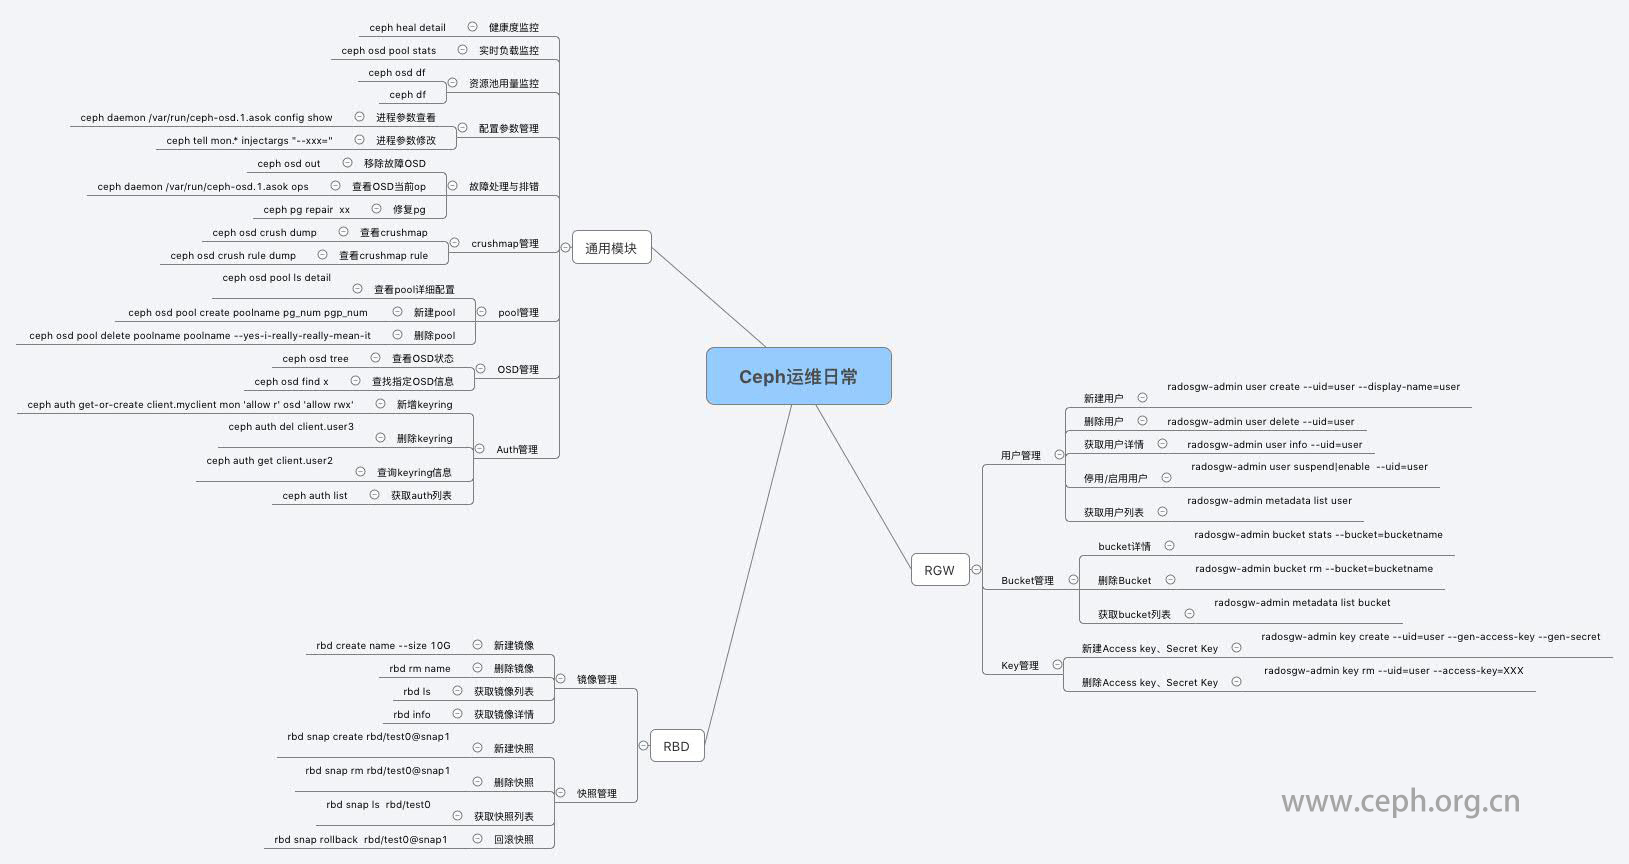 Ceph运维日常
通用模块
健康度监控
ceph heal detail
实时负载监控
ceph osd pool stats
资源池用量监控
ceph osd df
ceph df
配置参数管理
进程参数查看
ceph daemon /var/run/ceph-osd.1.asok config show
进程参数修改
ceph tell mon.* injectargs "--xxx="
故障处理与排错
移除故障OSD
ceph osd out
查看OSD当前op
ceph daemon /var/run/ceph-osd.1.asok ops
修复pg
ceph pg repair  xx
crushmap管理
查看crushmap
ceph osd crush dump
查看crushmap rule
ceph osd crush rule dump
pool管理
查看pool详细配置
ceph osd pool ls detail
新建pool
ceph osd pool create poolname pg_num pgp_num
删除pool
ceph osd pool delete poolname poolname --yes-i-really-really-mean-it
OSD管理
查看OSD状态
ceph osd tree
查找指定OSD信息
ceph osd find x
Auth管理
新增keyring
ceph auth get-or-create client.myclient mon 'allow r' osd 'allow rwx'
删除keyring
ceph auth del client.user3
查询keyring信息
ceph auth get client.user2
获取auth列表
ceph auth list
RGW
用户管理
新建用户
radosgw-admin user create --uid=user --display-name=user
删除用户
radosgw-admin user delete --uid=user
获取用户详情
radosgw-admin user info --uid=user
停用/启用用户
radosgw-admin user suspend|enable  --uid=user
获取用户列表
radosgw-admin metadata list user
Bucket管理
bucket详情
radosgw-admin bucket stats --bucket=bucketname
删除Bucket
radosgw-admin bucket rm --bucket=bucketname
获取bucket列表
radosgw-admin metadata list bucket
Key管理
新建Access key、Secret Key
radosgw-admin key create --uid=user --gen-access-key --gen-secret
删除Access key、Secret Key
radosgw-admin key rm --uid=user --access-key=XXX
RBD
镜像管理
新建镜像
rbd create name --size 10G
删除镜像
rbd rm name
获取镜像列表
rbd ls
获取镜像详情
rbd info
快照管理
新建快照
rbd snap create rbd/test0@snap1
删除快照
rbd snap rm rbd/test0@snap1
获取快照列表
rbd snap ls  rbd/test0
回滚快照
rbd snap rollback  rbd/test0@snap1
www.ceph.org.cn